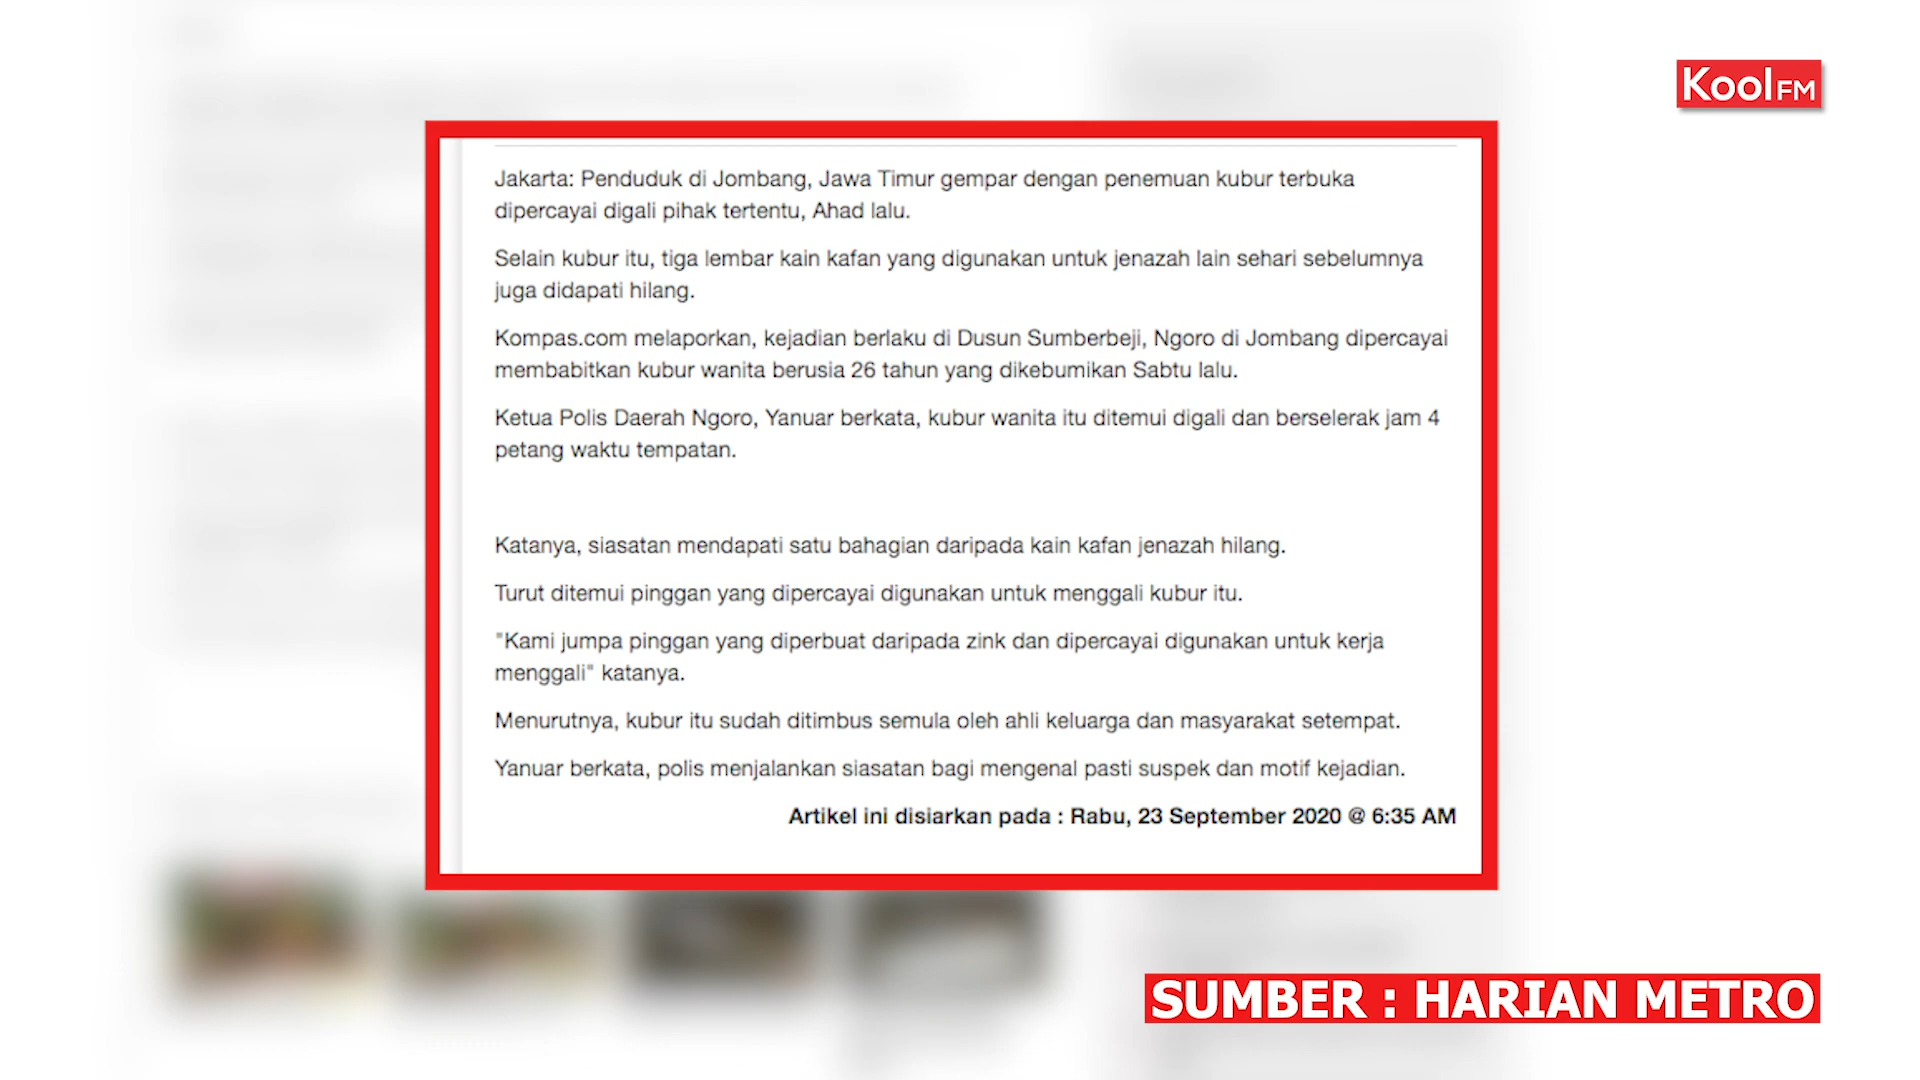 Kool FM
Jakarta: Penduduk di Jombang, Jawa Timur gempar dengan penemuan kubur terbuka
dipercayai digali pihak tertentu, Ahad lalu.
Selain kubur itu, tiga lembar kain kafan yang digunakan untuk jenazah lain sehari sebelumnya
juga didapati hilang.
Kompas.com melaporkan, kejadian berlaku di Dusun Sumberbeji, Ngoro di Jombang dipercayai
membabitkan kubur wanita berusia 26 tahun yang dikebumikan Sabtu lalu.
Ketua Polis Daerah Ngoro, Yanuar berkata, kubur wanita itu ditemui digali dan berselerak jam 4
petang waktu tempatan.
Katanya, siasatan mendapati satu bahagian daripada kain kafan jenazah hilang.
Turut ditemui pinggan yang dipercayai digunakan untuk menggali kubur itu.
"Kami jumpa pinggan yang diperbuat daripada zink dan dipercayai digunakan untuk kerja
menggali" katanya.
Menurutnya, kubur itu sudah ditimbus semula oleh ahli keluarga dan masyarakat setempat.
Yanuar berkata, polis menjalankan siasatan bagi mengenal pasti suspek dan motif kejadian.
Artikel ini disiarkan pada : Rabu, 23 September 2020 @ 6:35 AM
SUMBER : HARIAN METRO